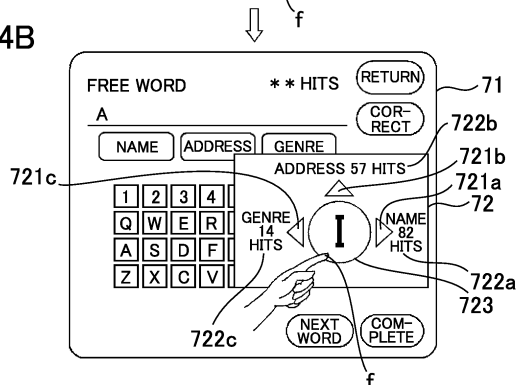 f
4B
FREE WORD
**HITS
RETURN
71
A
COR-
RECT
722b
NAME
ADDRESS
GENRE
ADDRESS 57 HITS
721b
721c
721a
1 2 3 4
GENRE
14
HITS
I
NAME
82
HITS
72
Q W E R
A S D F
Z X C V
722a
723
722c
NEXT
WORD
COM-
PLETE
f